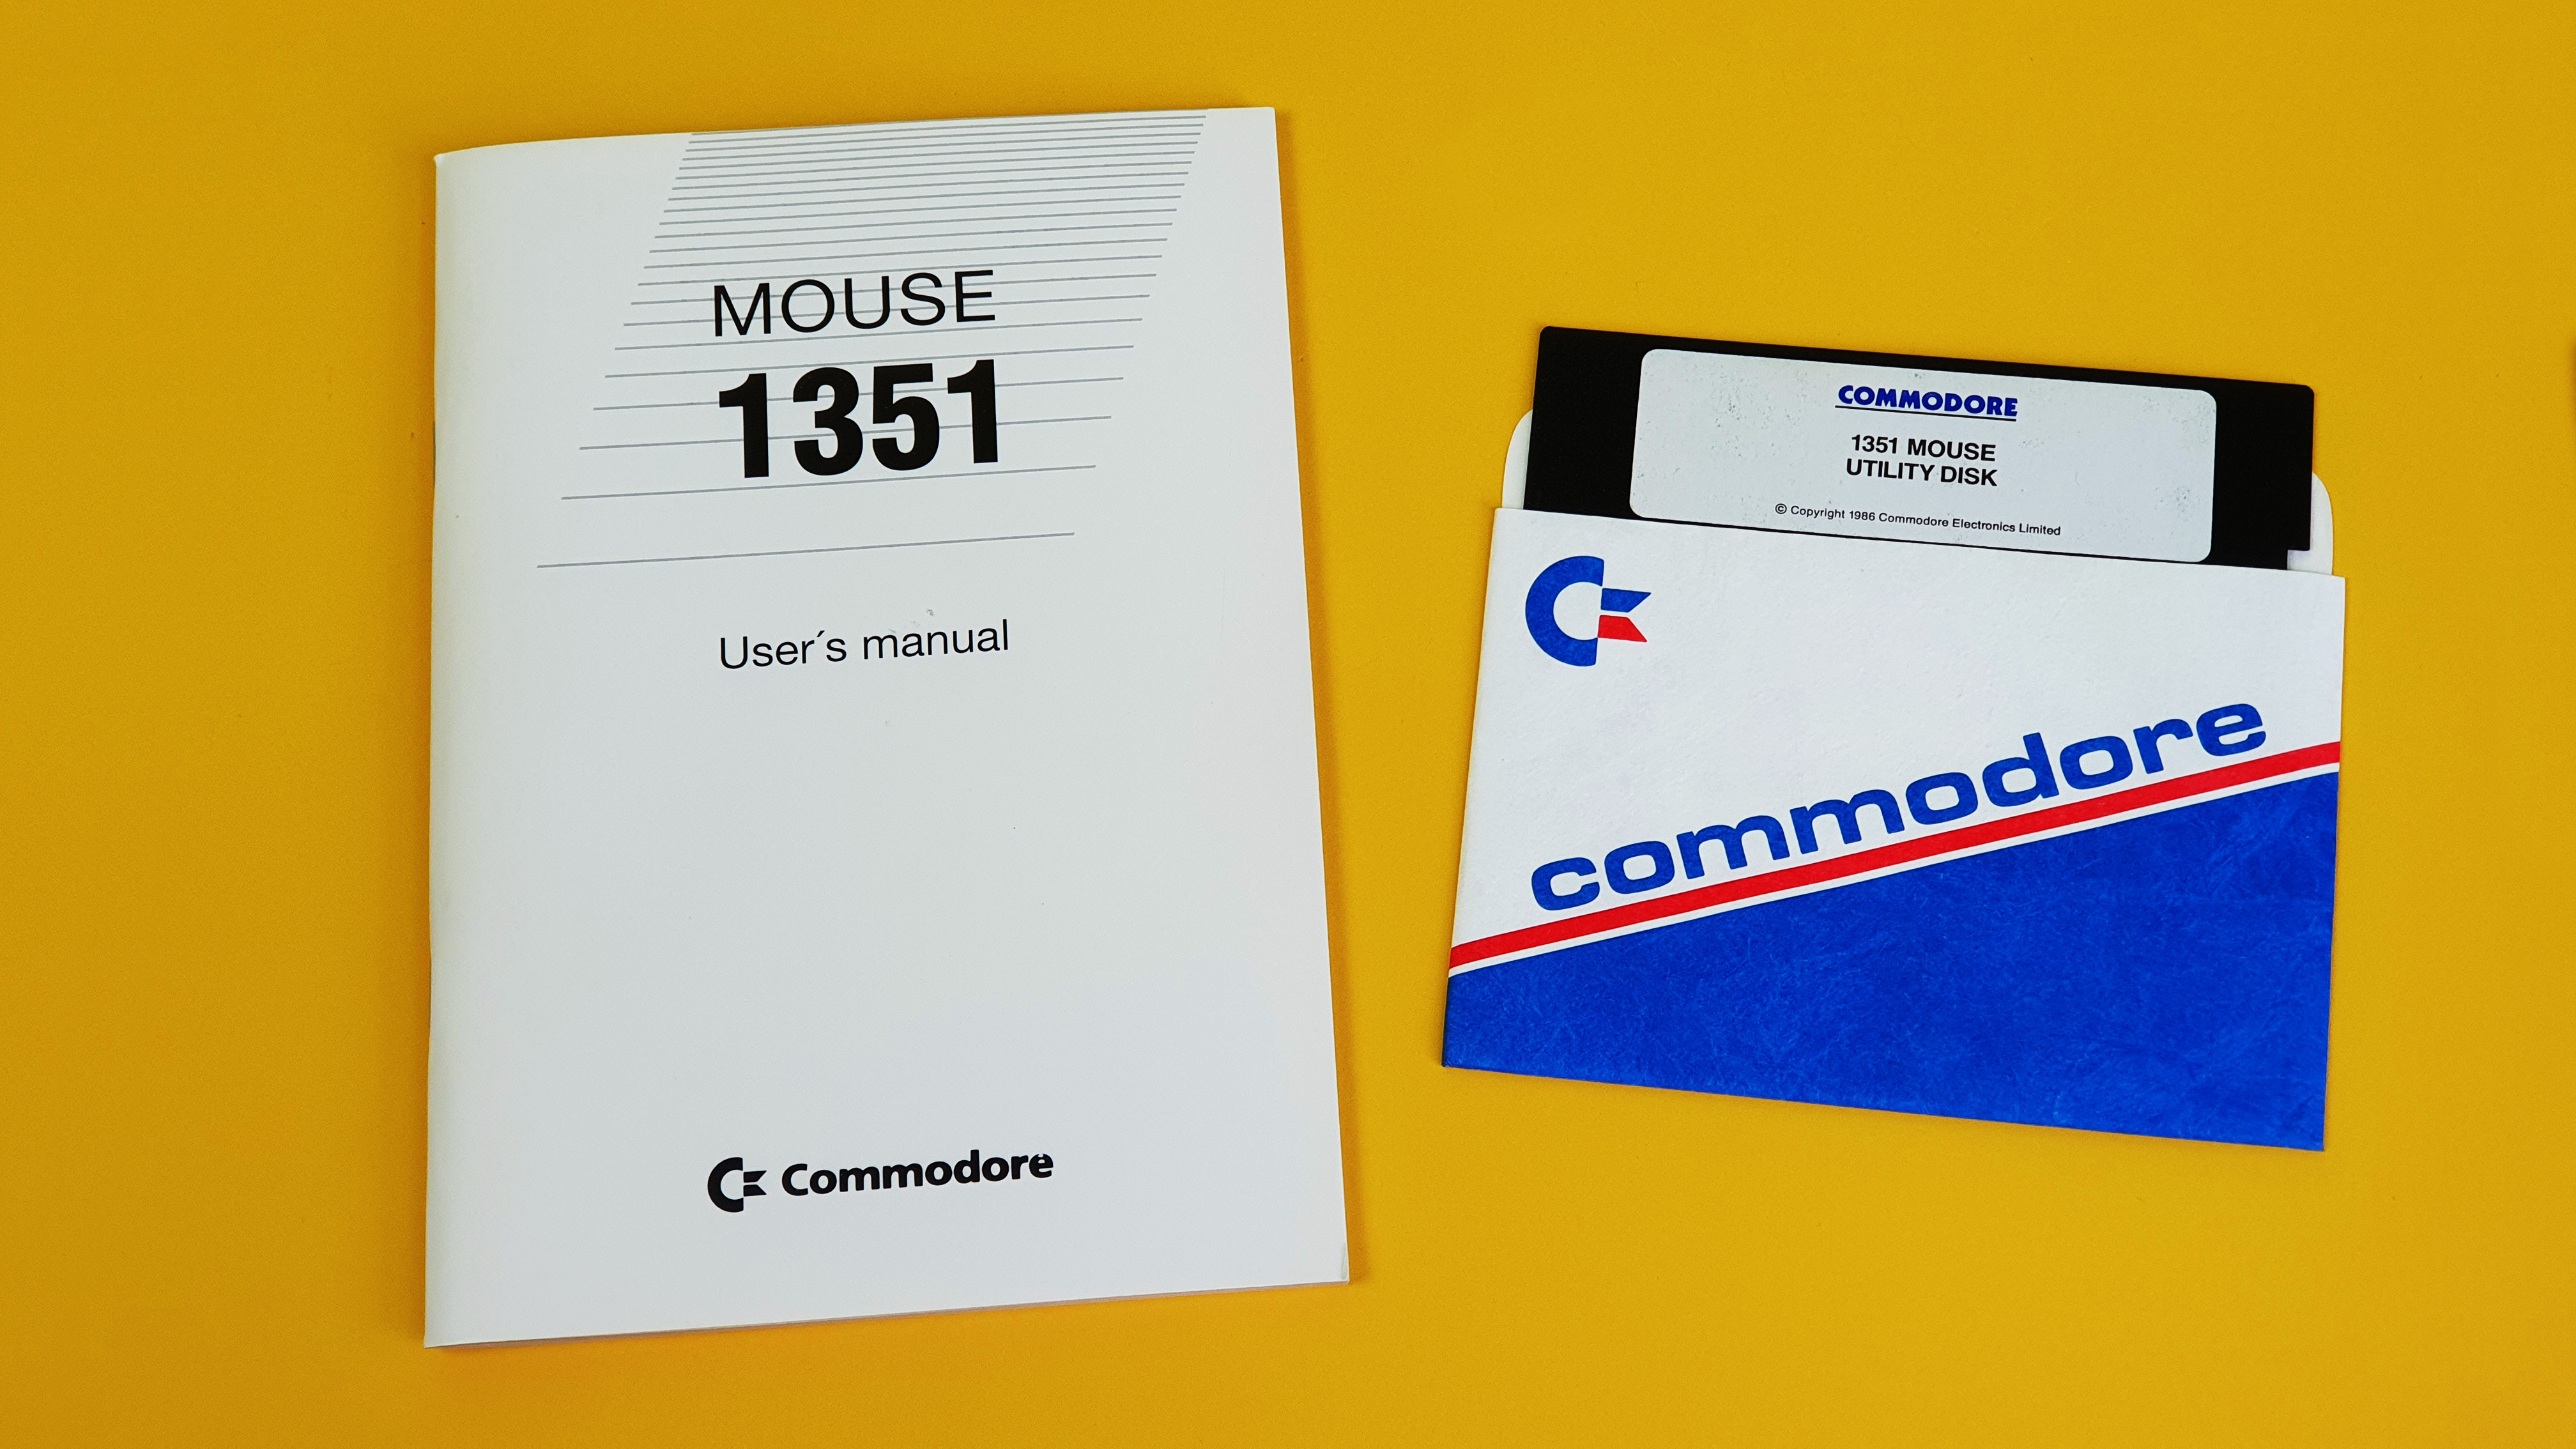 MOUSE
1351
User´s manual
Commodore
COMMODORE
1351 MOUSE
UTILITY DISK
© Copyright 1986 Commodore Electronics Limited
commodore